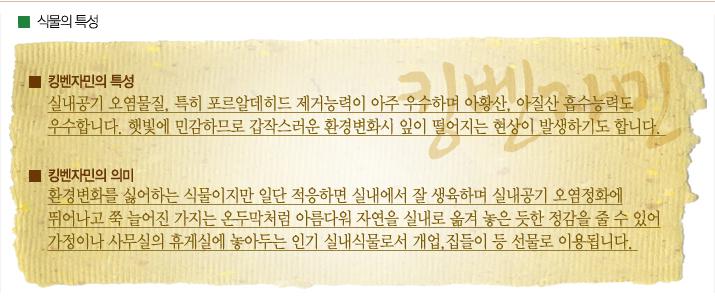 식물의 특성
킹벤자민
킹벤자민의 특성
실내공기 오염물질, 특히 포르알데히드 제거능력이 아주 우수하며 아황산, 아질산 흡수능력도
우수합니다. 햇빛에 민감하므로 갑작스러운 환경변화시 잎이 떨어지는 현상이 발생하기도 합니다.
킹벤자민의 의미
환경변화를 싫어하는 식물이지만 일단 적응하면 실내에서 잘 생육하며 실내공기 오염정화에
뛰어나고 쭉 늘어진 가지는 온두막처럼 아름다워 자연을 실내로 옮겨 놓은 듯한 정감을 줄 수 있어
가정이나 사무실의 휴게실에 놓아두는 인기 실내식물로서 개업,집들이 등 선물로 이용됩니다.